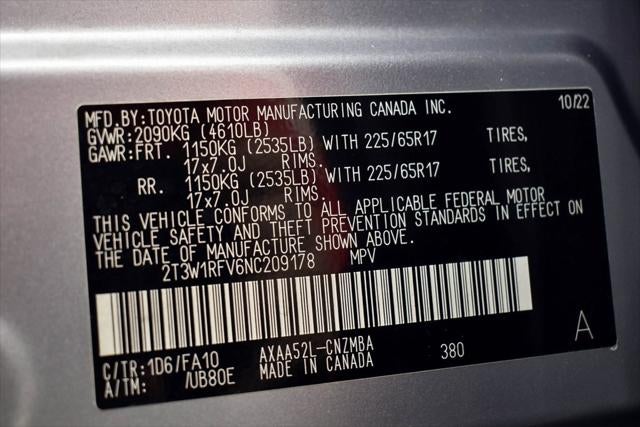 MFD.BY:TOYOTA MOTOR MANUFACTURING CANADA INC. 10/22
GVWR:2090KG (4610LB)
GAWR:FRT. 1150KG (2535LB) WITH 225/65R17 TIRES,
17x7.0J RIMS.
RR. 1150KG (2535LB) WITH 225/65R17 TIRES,
17x7.0J RIMS.
THIS VEHICLE CONFORMS TO ALL APPLICABLE FEDERAL MOTOR
VEHICLE SAFETY AND THEFT PREVENTION STANDARDS IN EFFECT ON
THE DATE OF MANUFACTURE SHOWN ABOVE.
2T3W1RFV6NC209178 MPV
C/TR:1D6/FA10 AXAA52L-CNZMBA 380 A
A/TM: /UB80E MADE IN CANADA